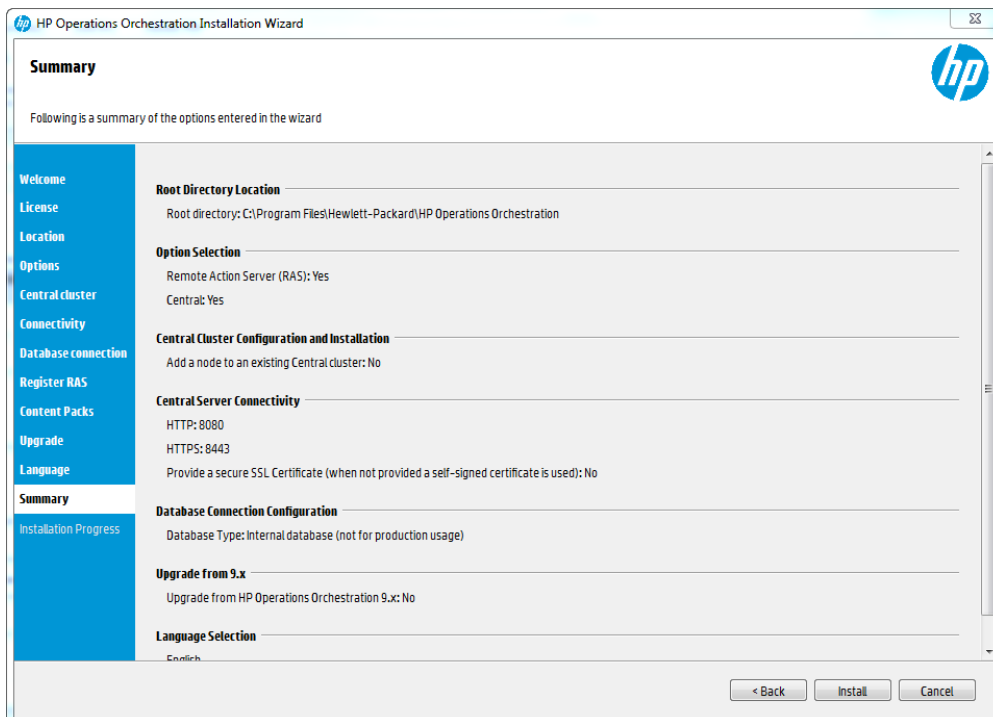 HP Operations Orchestration Installation Wizard
Summary
hp
Following is a summary of the options entered in the wizard
Welcome
License
Location
Options
Central cluster
Connectivity
Database connection
Register RAS
Content Packs
Upgrade
Language
Summary
Installation Progress
Root Directory Location
Root directory: C:\Program Files\Hewlett-Packard\HP Operations Orchestration
Option Selection
Remote Action Server (RAS): Yes
Central: Yes
Central Cluster Configuration and Installation
Add a node to an existing Central cluster: No
Central Server Connectivity
HTTP: 8080
HTTPS: 8443
Provide a secure SSL Certificate (when not provided a self-signed certificate is used): No
Database Connection Configuration
Database Type: Internal database (not for production usage)
Upgrade from 9.x
Upgrade from HP Operations Orchestration 9.x: No
Language Selection
English
< Back
Install
Cancel